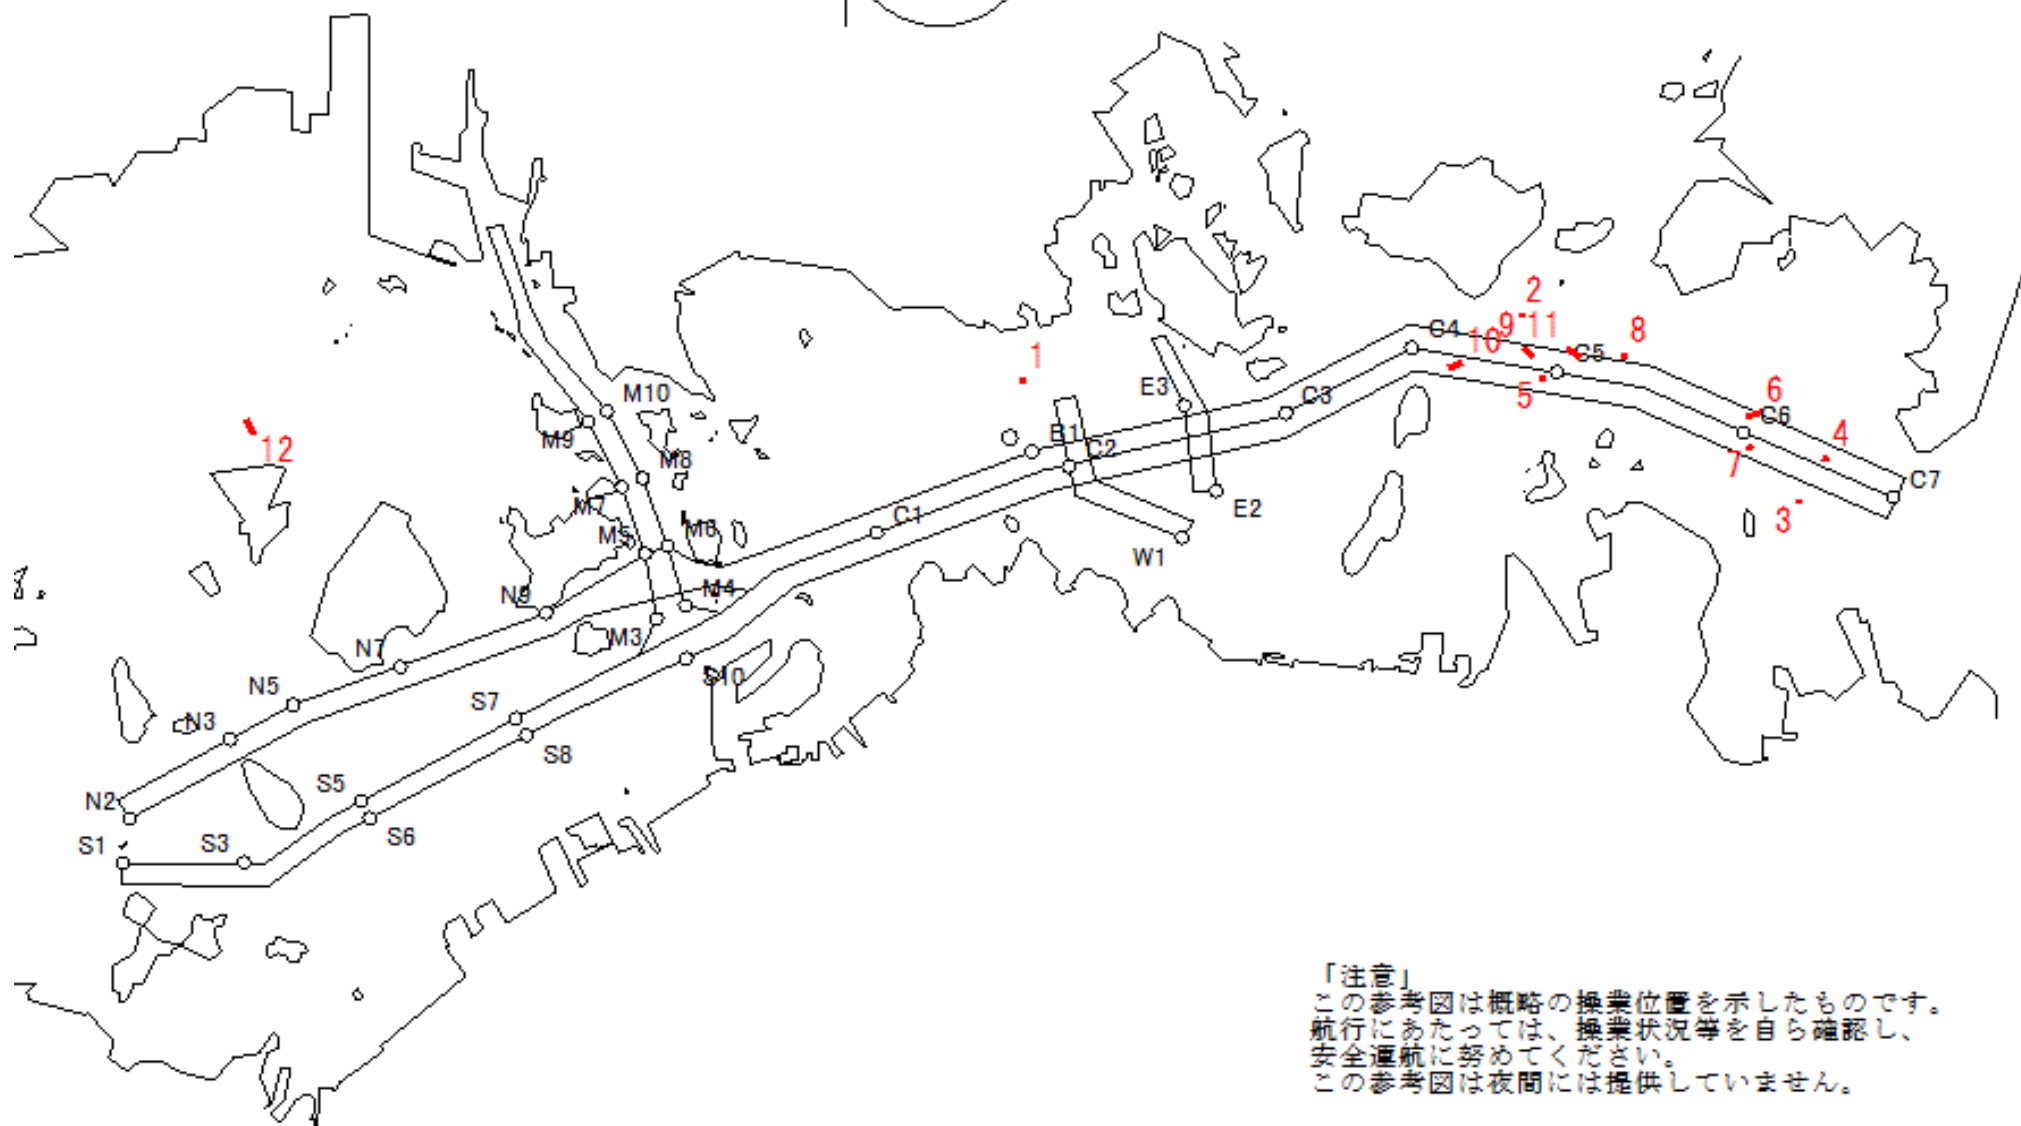 2
9
11
8
C4
10
C5
1
5
E3
C3
6
C6
M10
M9
12
B1
C2
4
7
M8
C7
M7
E2
3
C1
M5
M6
W1
N9
M4
M3
N7
S10
N5
N3
S7
S8
S5
N2
S6
S1
S3
「注意」
この参考図は概略の操業位置を示したものです。
航行にあたっては、操業状況等を自ら確認し、
安全運航に努めてください。
この参考図は夜間には提供していません。